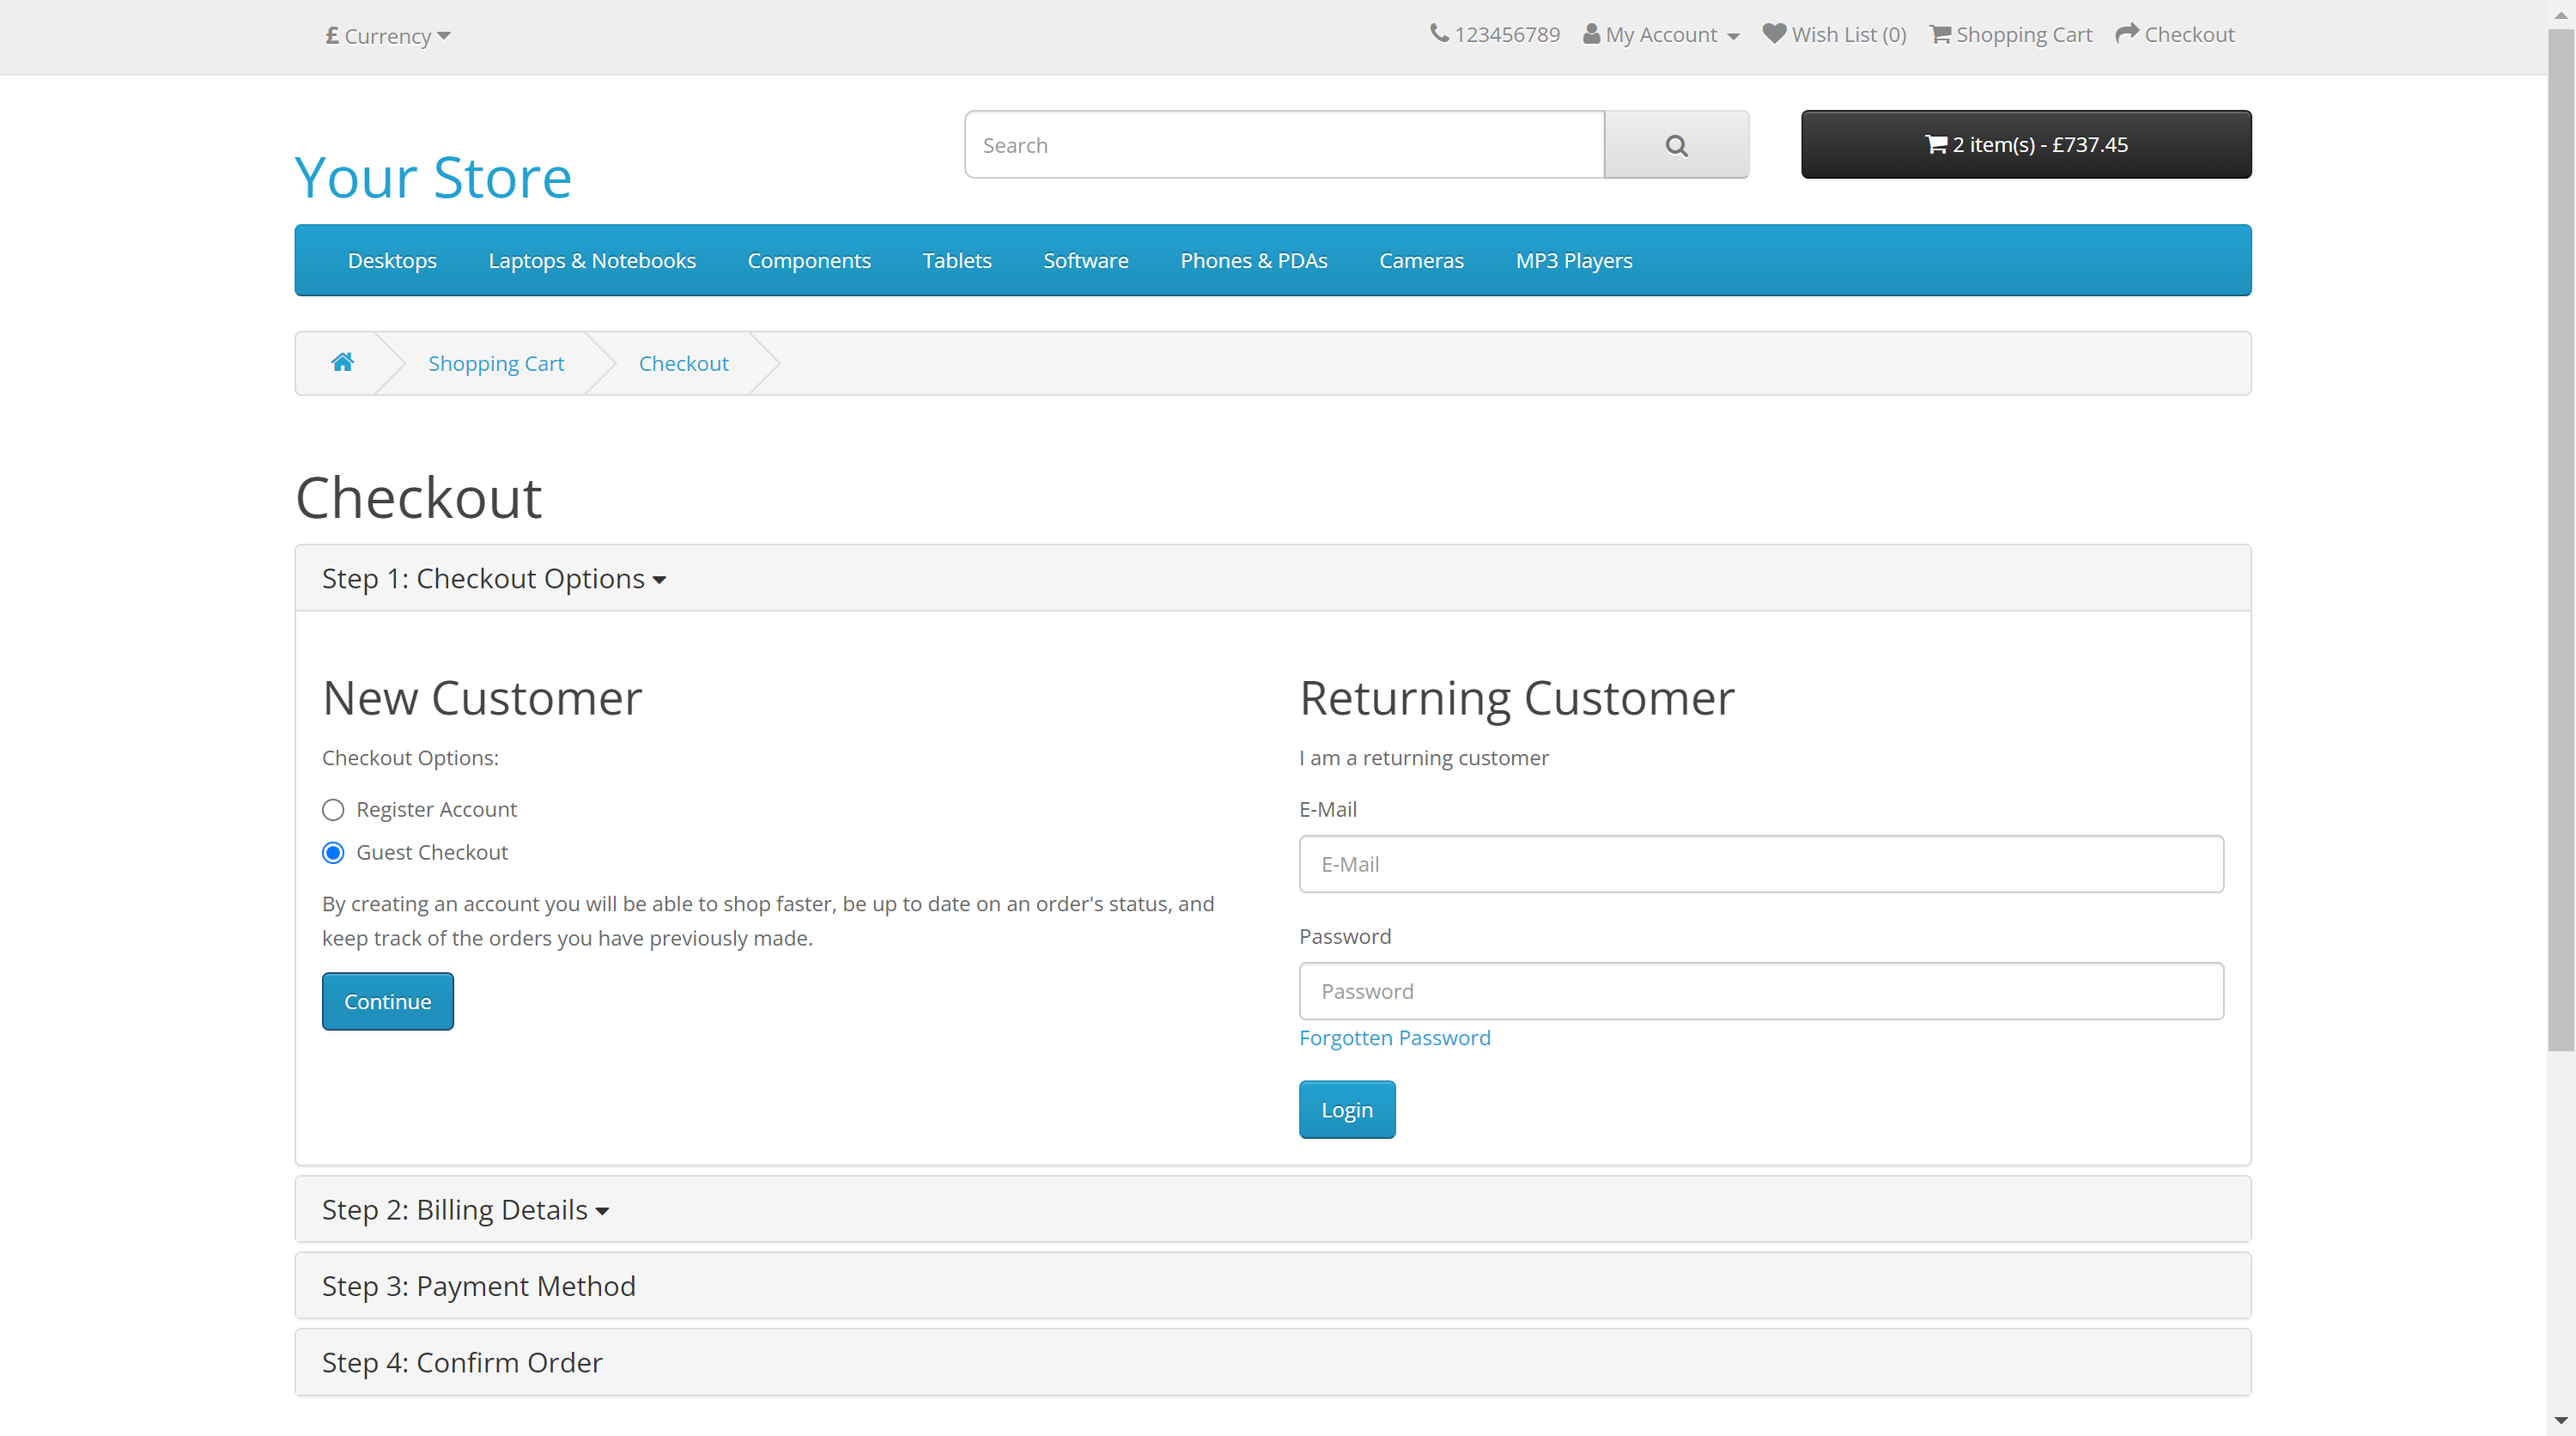 £ Currency
123456789 My Account Wish List (0) Shopping Cart Checkout
Your Store
Search
2 item(s) - £737.45
Desktops Laptops & Notebooks Components Tablets Software Phones & PDAs Cameras MP3 Players
Shopping Cart Checkout
Checkout
Step 1: Checkout Options
New Customer
Checkout Options:
Register Account
Guest Checkout
By creating an account you will be able to shop faster, be up to date on an order's status, and
keep track of the orders you have previously made.
Continue
Returning Customer
I am a returning customer
E-Mail
E-Mail
Password
Password
Forgotten Password
Login
Step 2: Billing Details
Step 3: Payment Method
Step 4: Confirm Order